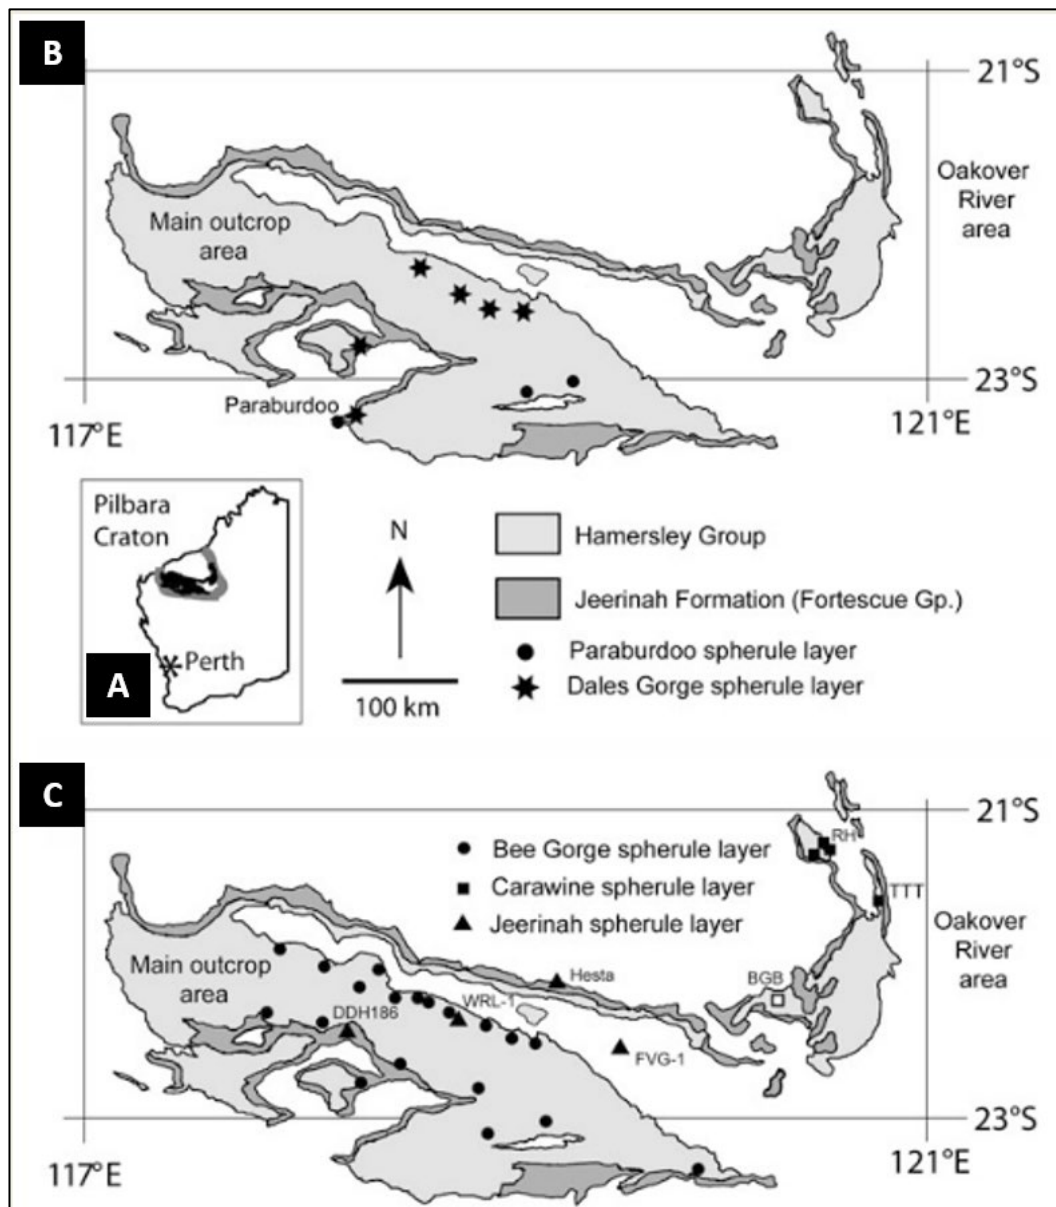 B
21°S
Oakover
River
area
Main outcrop
area
23°S
Paraburdoo
117°E
121°E
Pilbara
Craton
N
Hamersley Group
Jeerinah Formation (Fortescue Gp.)
Perth
A
100 km
Paraburdoo spherule layer
Dales Gorge spherule layer
C
21°S
RH
Bee Gorge spherule layer
Carawine spherule layer
TTT
Jeerinah spherule layer
Oakover
River
area
Main outcrop
area
Hesta
BGB
DDH186
WRL-1
FVG-1
23°S
117°E
121°E